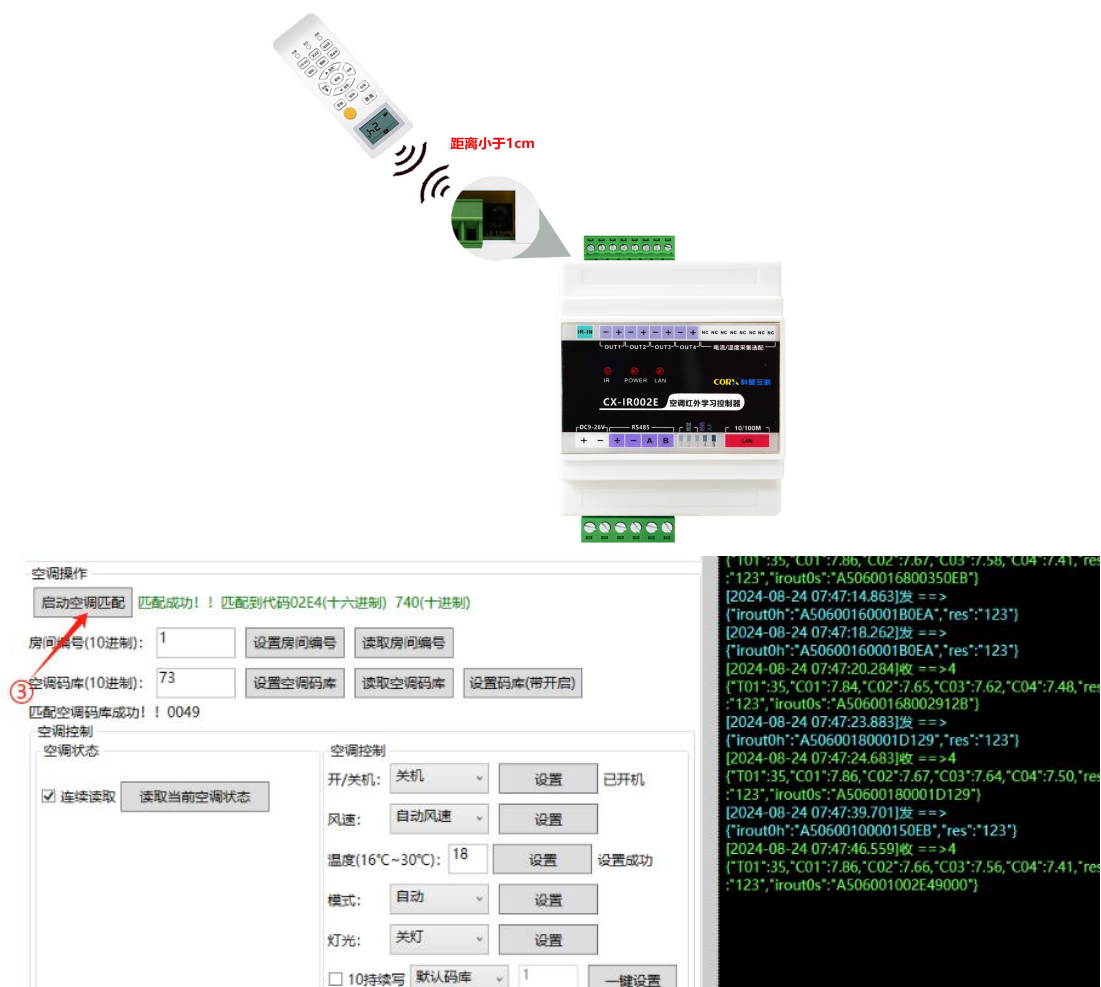 距离小于1cm
IR-IN − + − + − + − + NC NC NC NC NC NC NC NC
OUT1 OUT2 OUT3 OUT4 电流/温度采集选配
IR POWER LAN
CORX 科星互联
CX-IR002E 空调红外学习控制器
DC9-26V RS485 10/100M
+ − + − A B LAN
空调操作
启动空调匹配 匹配成功！！匹配到代码02E4(十六进制) 740(十进制)
房间编号(10进制): 1 设置房间编号 读取房间编号
③
空调码库(10进制): 73 设置空调码库 读取空调码库 设置码库(带开启)
匹配空调码库成功！！0049
空调控制
空调状态
连续读取 读取当前空调状态
空调控制
开/关机: 关机 设置 已开机
风速: 自动风速 设置
温度(16℃~30℃): 18 设置 设置成功
模式: 自动 设置
灯光: 关灯 设置
10持续写 默认码库 1 一键设置
{"T01":35,"C01":7.86,"C02":7.67,"C03":7.58,"C04":7.41,"res
:"123","irout0s":"A5060016800350EB"}
[2024-08-24 07:47:14.863]发 ==>
{"irout0h":"A50600160001B0EA","res":"123"}
[2024-08-24 07:47:18.262]发 ==>
{"irout0h":"A50600160001B0EA","res":"123"}
[2024-08-24 07:47:20.284]收 ==>4
{"T01":35,"C01":7.84,"C02":7.65,"C03":7.62,"C04":7.48,"res
:"123","irout0s":"A50600168002912B"}
[2024-08-24 07:47:23.883]发 ==>
{"irout0h":"A50600180001D129","res":"123"}
[2024-08-24 07:47:24.683]收 ==>4
{"T01":35,"C01":7.86,"C02":7.67,"C03":7.64,"C04":7.50,"res
:"123","irout0s":"A50600180001D129"}
[2024-08-24 07:47:39.701]发 ==>
{"irout0h":"A5060010000150EB","res":"123"}
[2024-08-24 07:47:46.559]收 ==>4
{"T01":35,"C01":7.86,"C02":7.66,"C03":7.56,"C04":7.41,"res
:"123","irout0s":"A506001002E49000"}